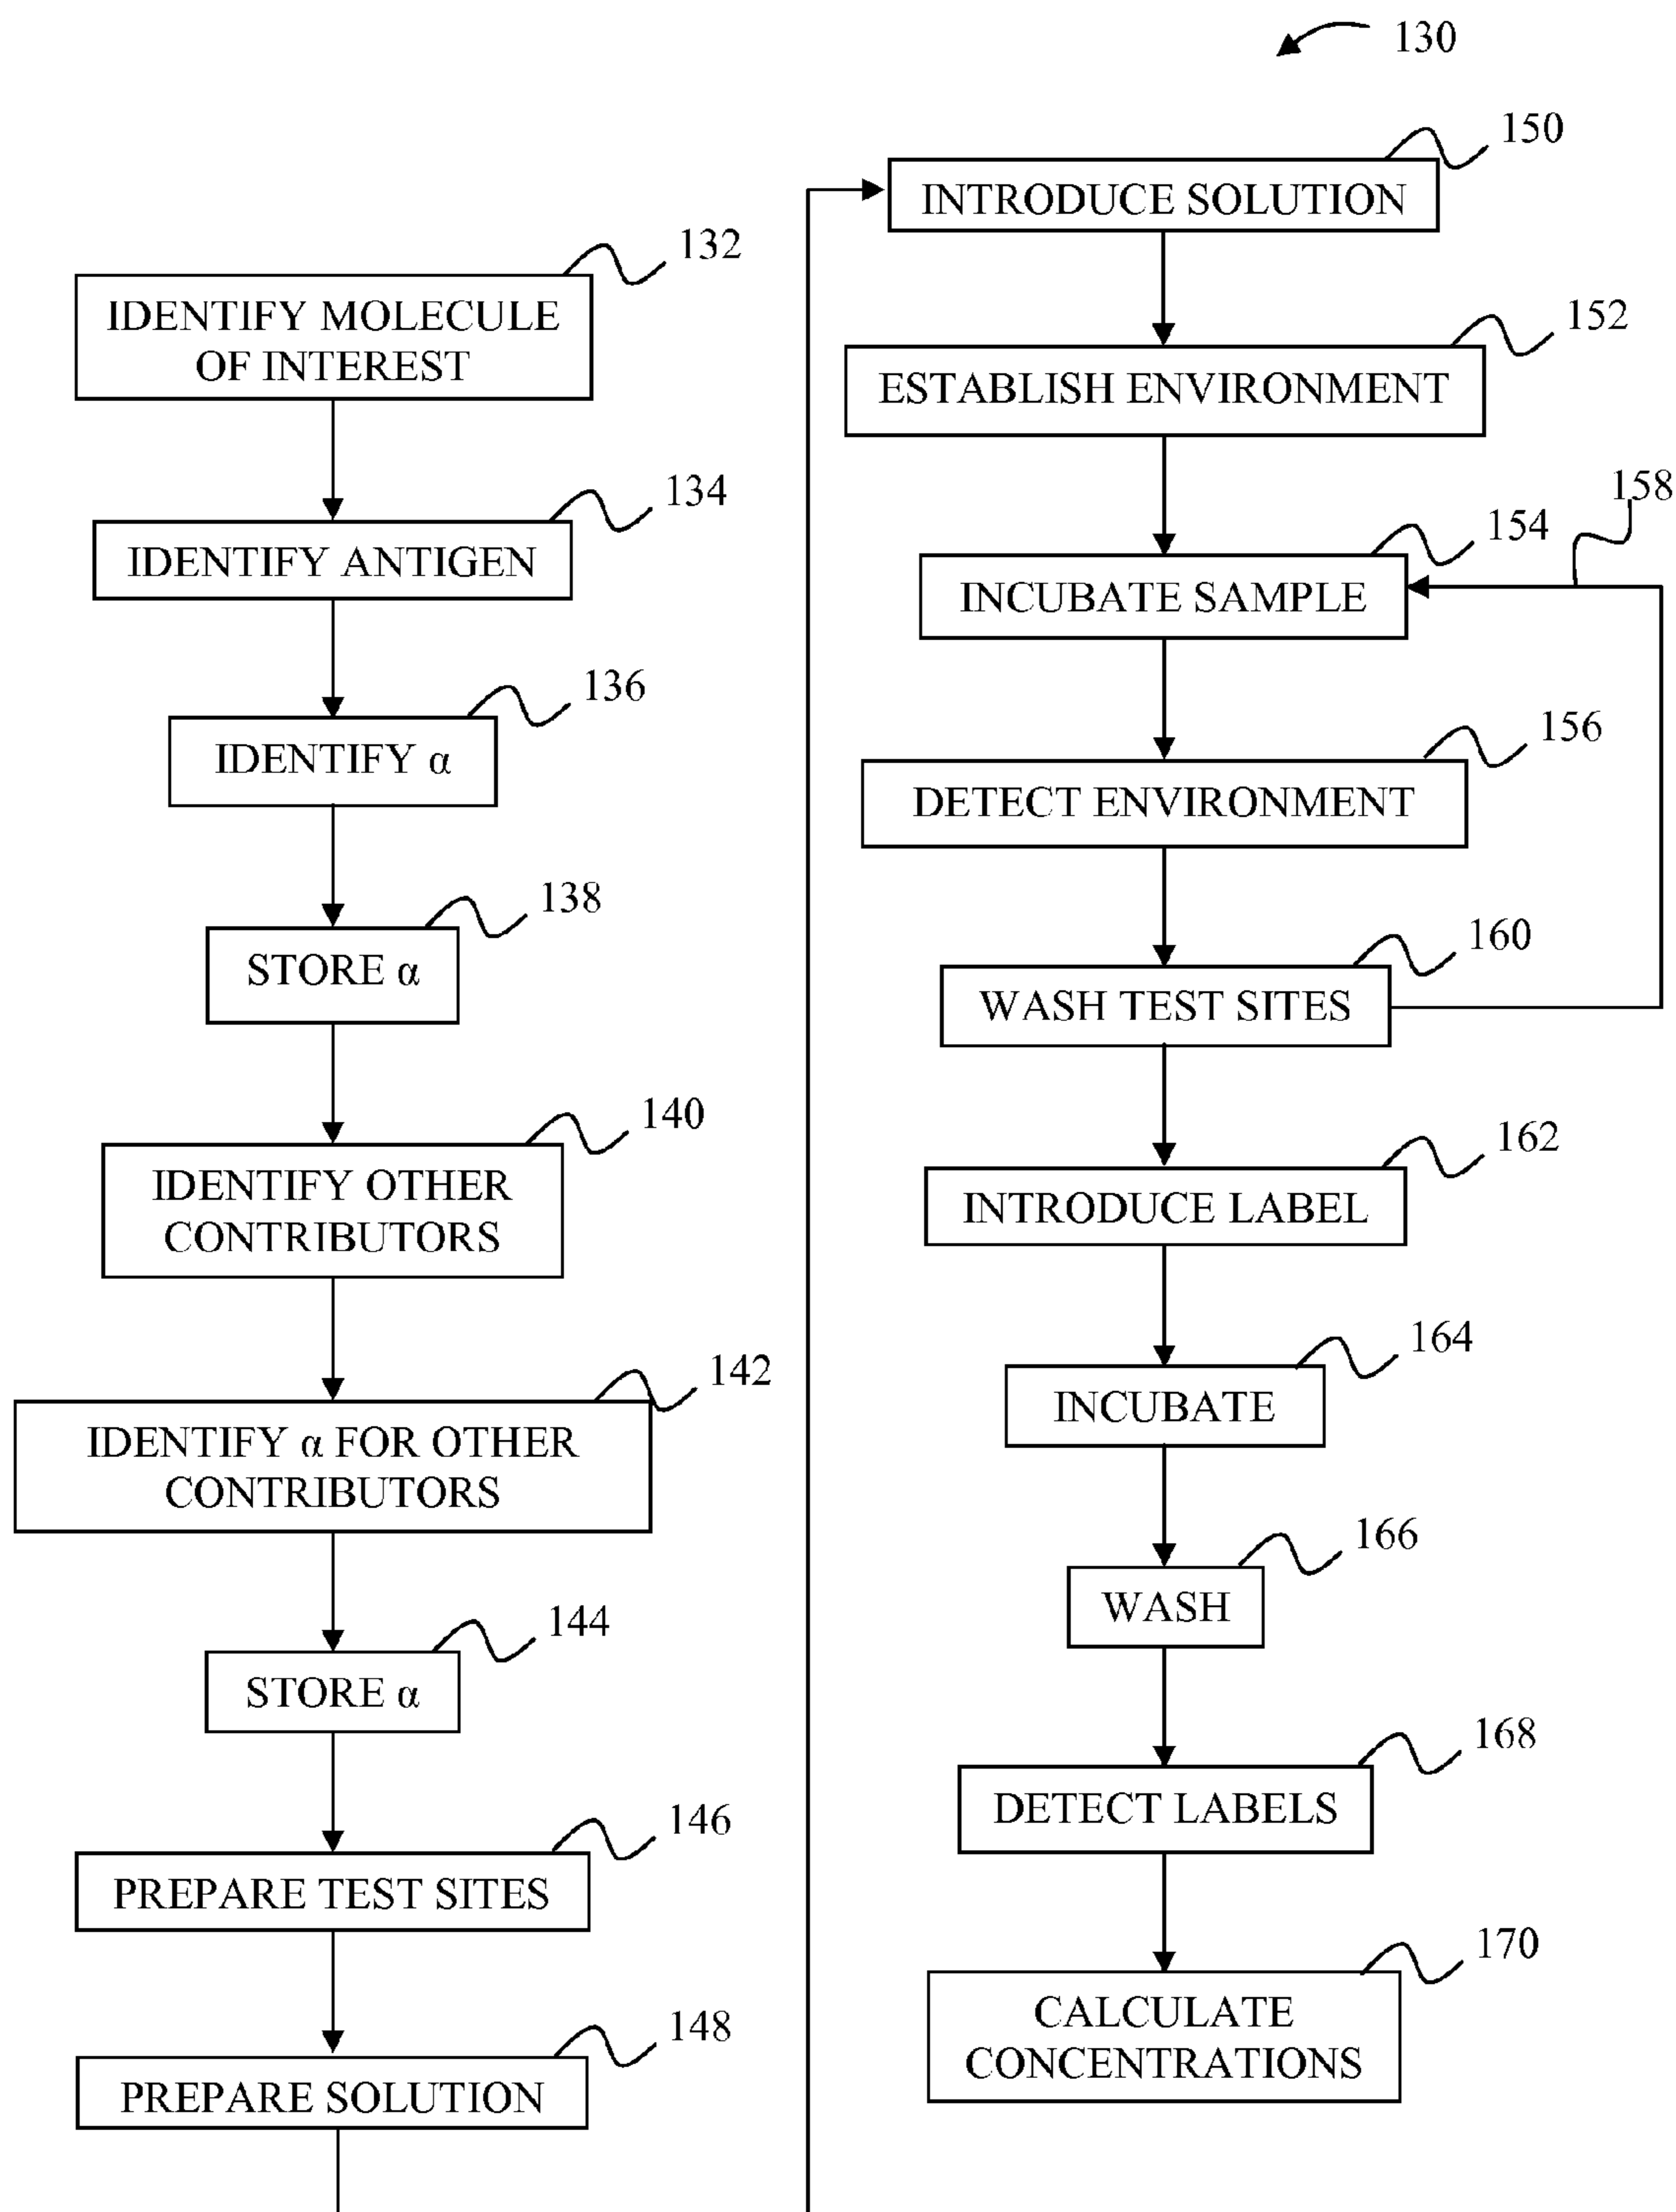 130
132
IDENTIFY MOLECULE
OF INTEREST
134
IDENTIFY ANTIGEN
136
IDENTIFY α
138
STORE α
140
IDENTIFY OTHER
CONTRIBUTORS
142
IDENTIFY α FOR OTHER
CONTRIBUTORS
144
STORE α
146
PREPARE TEST SITES
148
PREPARE SOLUTION
150
INTRODUCE SOLUTION
152
ESTABLISH ENVIRONMENT
154
INCUBATE SAMPLE
158
156
DETECT ENVIRONMENT
160
WASH TEST SITES
162
INTRODUCE LABEL
164
INCUBATE
166
WASH
168
DETECT LABELS
170
CALCULATE
CONCENTRATIONS